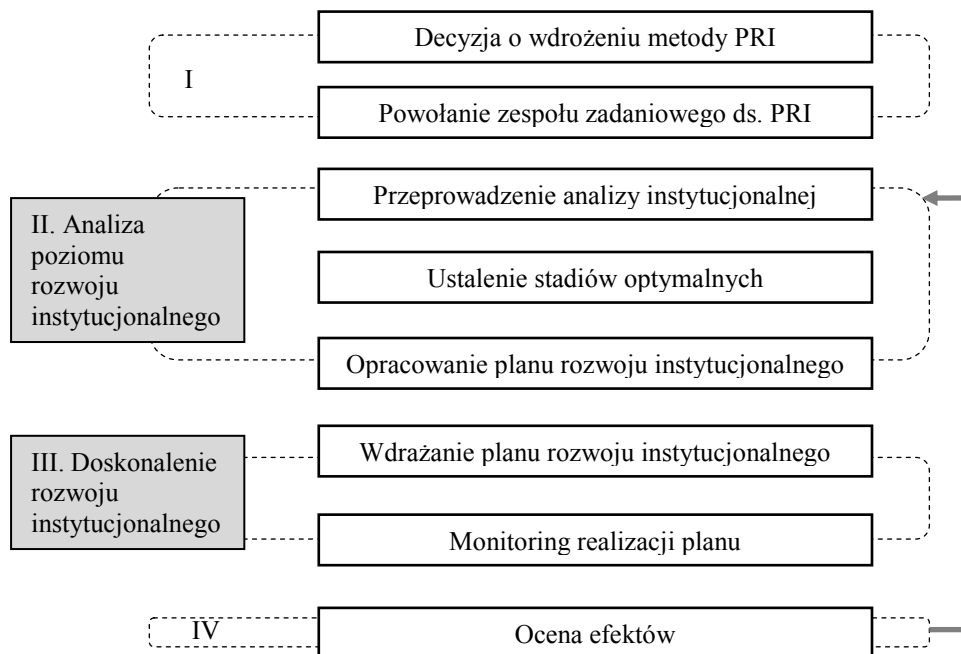 Decyzja o wdrożeniu metody PRI
I
Powołanie zespołu zadaniowego ds. PRI
Przeprowadzenie analizy instytucjonalnej
II. Analiza
poziomu
rozwoju
instytucjonalnego
Ustalenie stadiów optymalnych
Opracowanie planu rozwoju instytucjonalnego
Wdrażanie planu rozwoju instytucjonalnego
III. Doskonalenie
rozwoju
instytucjonalnego
Monitoring realizacji planu
IV
Ocena efektów